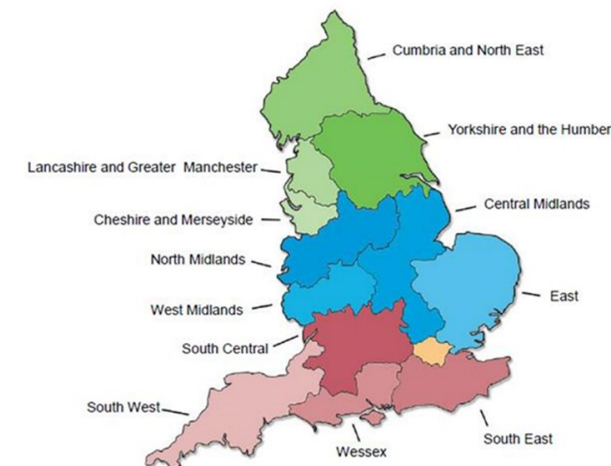 Cumbria and North East
Yorkshire and the Humber
Lancashire and Greater Manchester
Central Midlands
Cheshire and Merseyside
North Midlands
East
West Midlands
South Central
South West
South East
Wessex